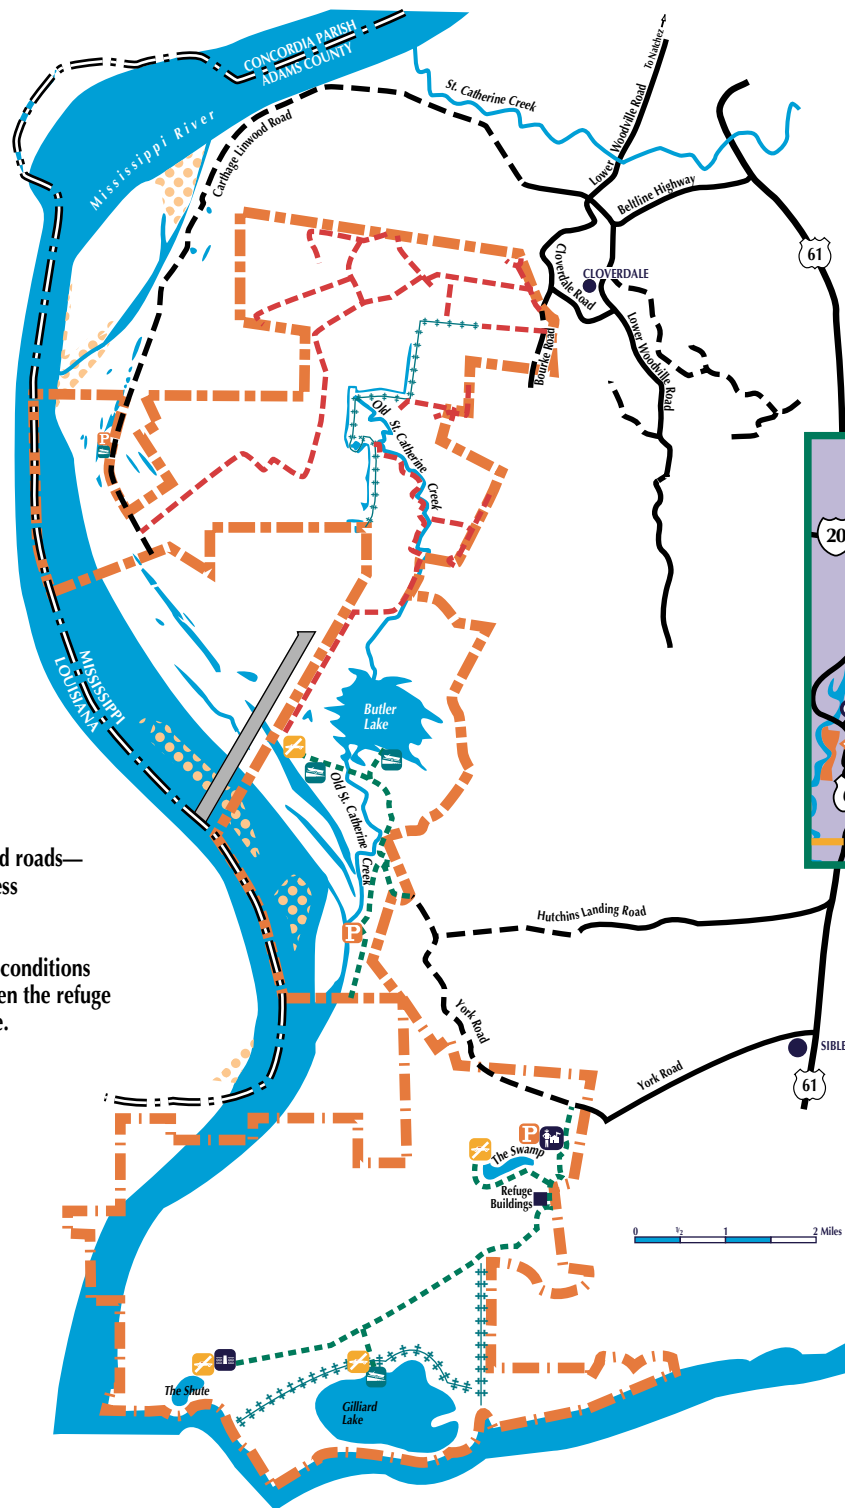 CONCORDIA PARISH
ADAMS COUNTY
To Natchez
St. Catherine Creek
Lower Woodville Road
Mississippi River
Carthage Linwood Road
Beltline Highway
61
Cloverdale Road
CLOVERDALE
Lower Woodville Road
Bourke Road
Old St. Catherine Creek
P
20
MISSISSIPPI
LOUISIANA
Butler
Lake
Old St. Catherine Creek
d roads—
ess
P
Hutchins Landing Road
conditions
en the refuge
e.
York Road
York Road
SIBLE
61
P
The Swamp
Refuge
Buildings
0 1/2 1 2 Miles
The Shute
Gilliard
Lake